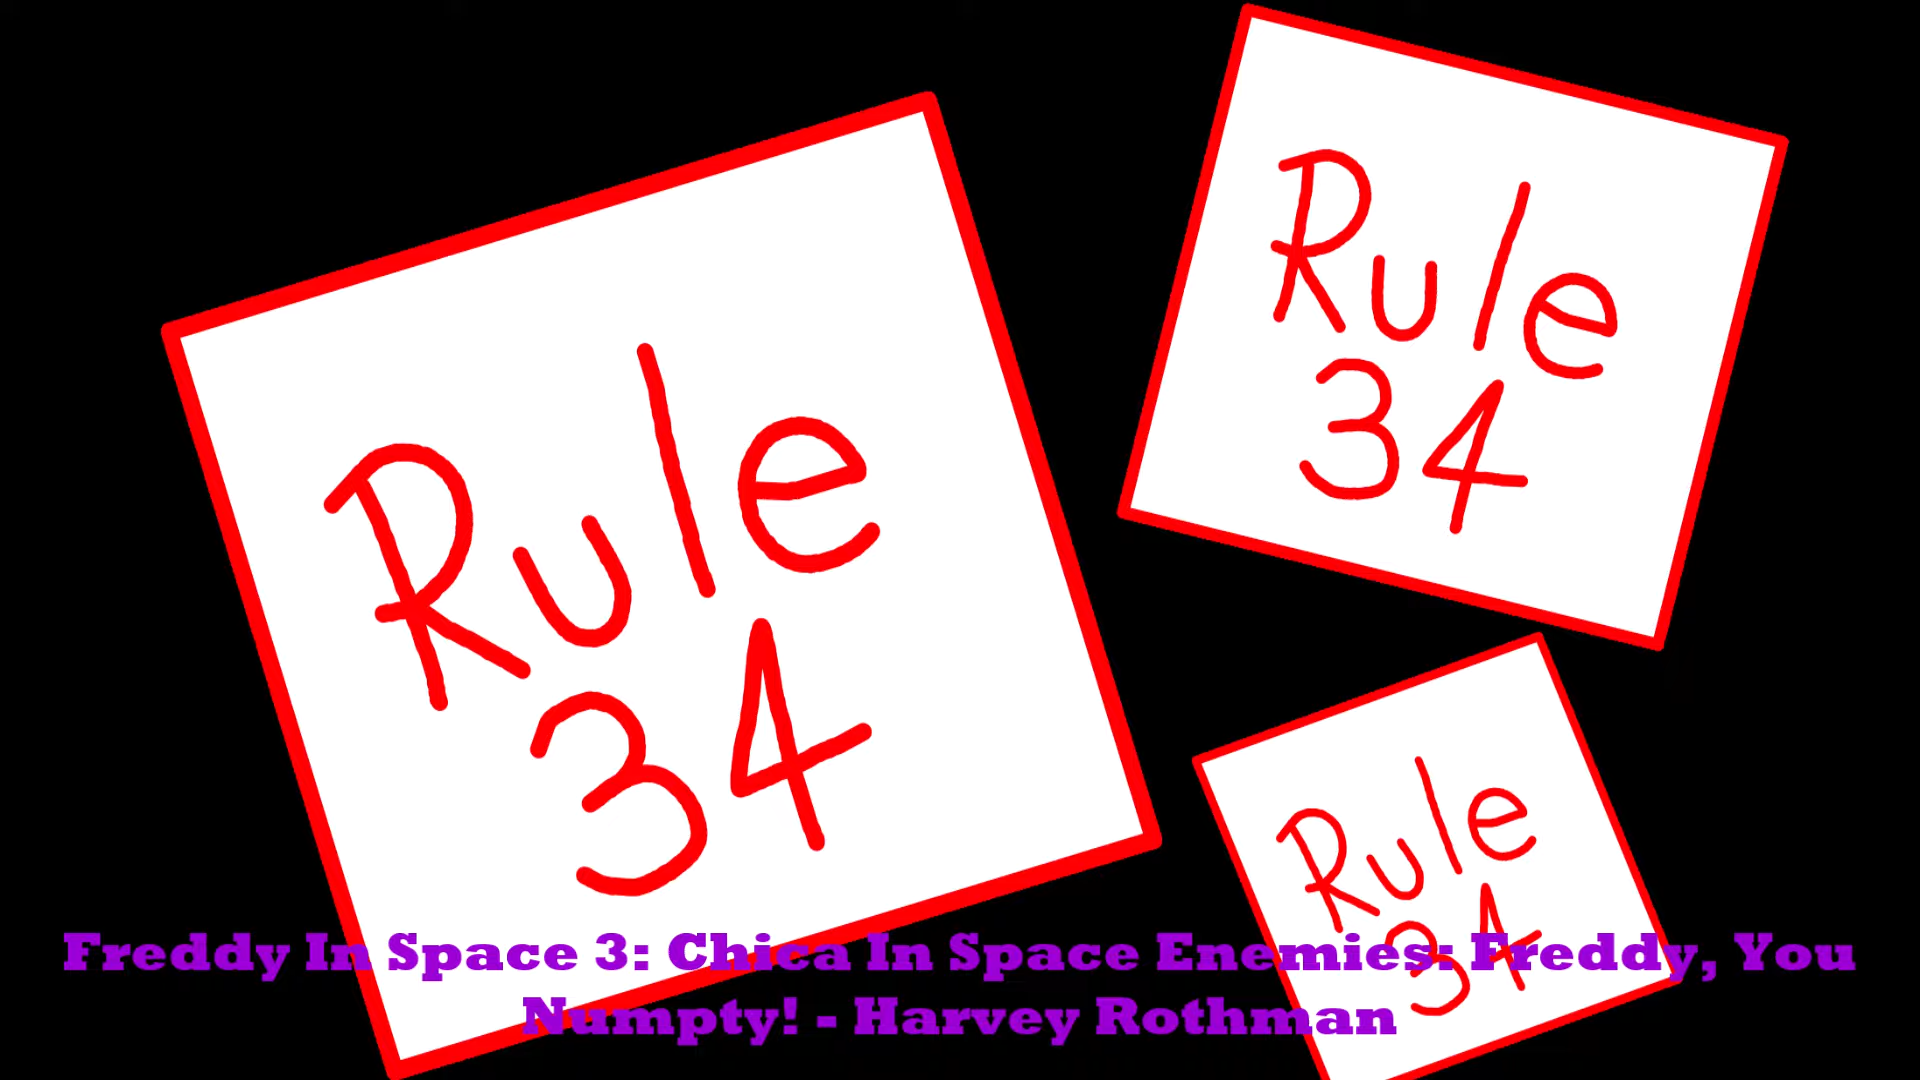 Rule
34
Rule
34
Rule
34
Freddy In Space 3: Chica In Space Enemies: Freddy, You
Numpty! - Harvey Rothman